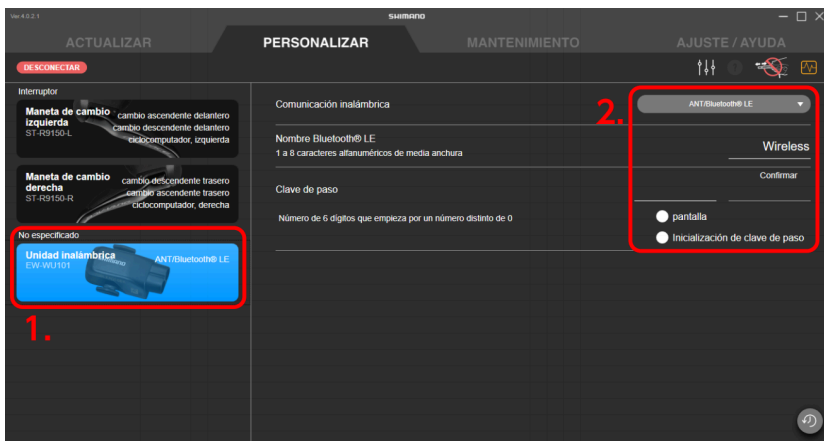 Ver.4.0.2.1
SHIMANO
ACTUALIZAR
PERSONALIZAR
MANTENIMIENTO
AJUSTE / AYUDA
DESCONECTAR
Interruptor
Maneta de cambio izquierda
ST-R9150-L
cambio ascendente delantero
cambio descendente delantero
ciclocomputador, izquierda
Maneta de cambio derecha
ST-R9150-R
cambio descendente trasero
cambio ascendente trasero
ciclocomputador, derecha
No especificado
Unidad inalámbrica
EW-WU101
ANT/Bluetooth® LE
1.
Comunicación inalámbrica
2.
ANT/Bluetooth® LE
Nombre Bluetooth® LE
1 a 8 caracteres alfanuméricos de media anchura
Wireless
Clave de paso
Confirmar
Número de 6 dígitos que empieza por un número distinto de 0
pantalla
Inicialización de clave de paso